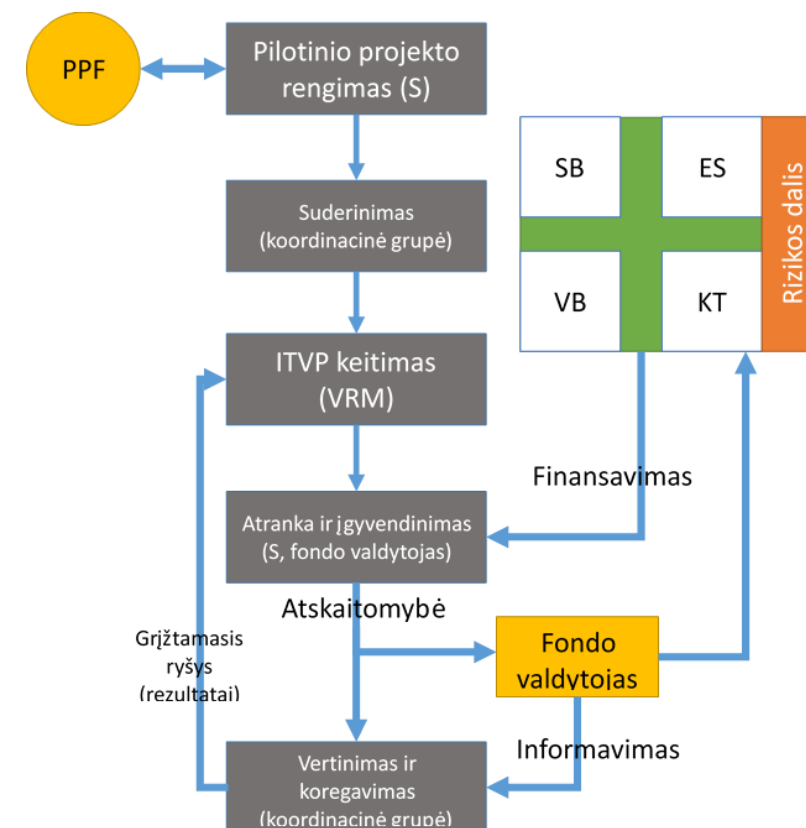 PPF
Pilotinio projekto
rengimas (S)
SB
ES
VB
KT
Rizikos dalis
Suderinimas
(koordinacinė grupė)
ITVP keitimas
(VRM)
Finansavimas
Atranka ir įgyvendinimas
(S, fondo valdytojas)
Atskaitomybė
Grįžtamasis
ryšys
(rezultatai)
Fondo
valdytojas
Informavimas
Vertinimas ir
koregavimas
(koordinacinė grupė)